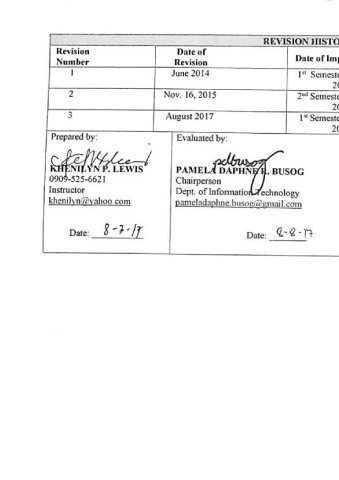 REVISION HISTO
Revision Number
Date of Revision
Date of Imp
1
June 2014
1st Semeste
20
2
Nov. 16, 2015
2nd Semeste
20
3
August 2017
1st Semeste
20
Prepared by:
Evaluated by:
KHENILYN P. LEWIS
0909-525-6621
Instructor
khenilyn@yahoo.com
Date: 8-7-17
pdbusog
PAMELA DAPHNE R. BUSOG
Chairperson
Dept. of Information Technology
pameladaphne.busog@gmail.com
Date: 8-8-17